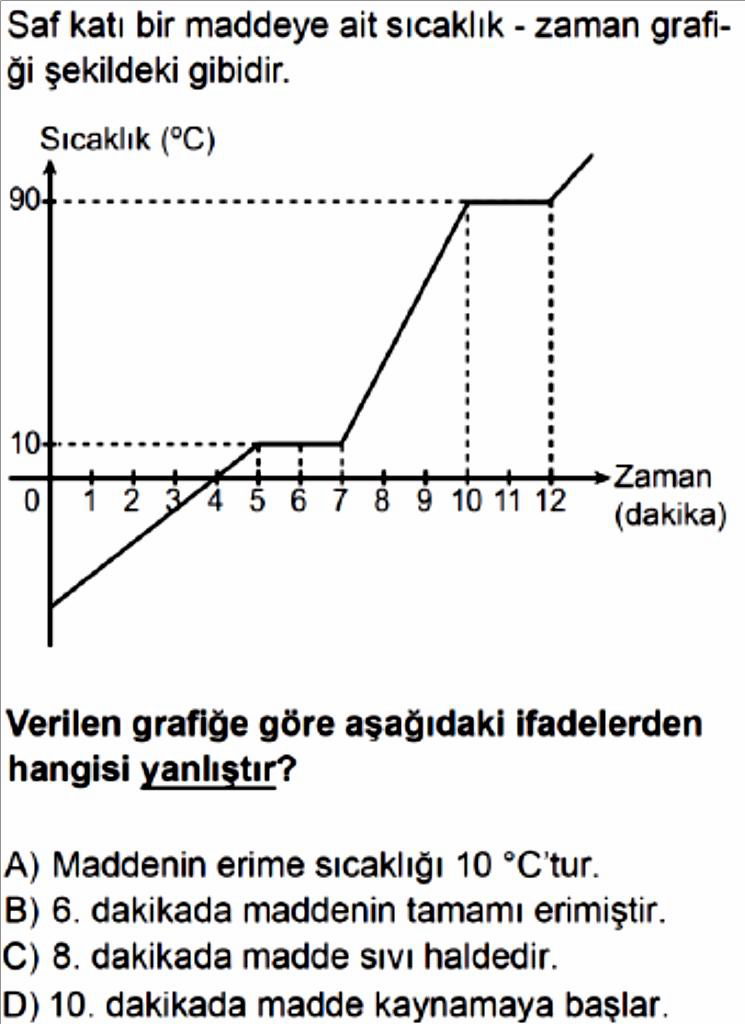 Saf katı bir maddeye ait sıcaklık - zaman grafi-
ği şekildeki gibidir.
Sıcaklık (ºC)
90
10
0 1 2 3 4 5 6 7 8 9 10 11 12
Zaman
(dakika)
Verilen grafiğe göre aşağıdaki ifadelerden
hangisi yanlıştır?
A) Maddenin erime sıcaklığı 10 °C'tur.
B) 6. dakikada maddenin tamamı erimiştir.
C) 8. dakikada madde sıvı haldedir.
D) 10. dakikada madde kaynamaya başlar.